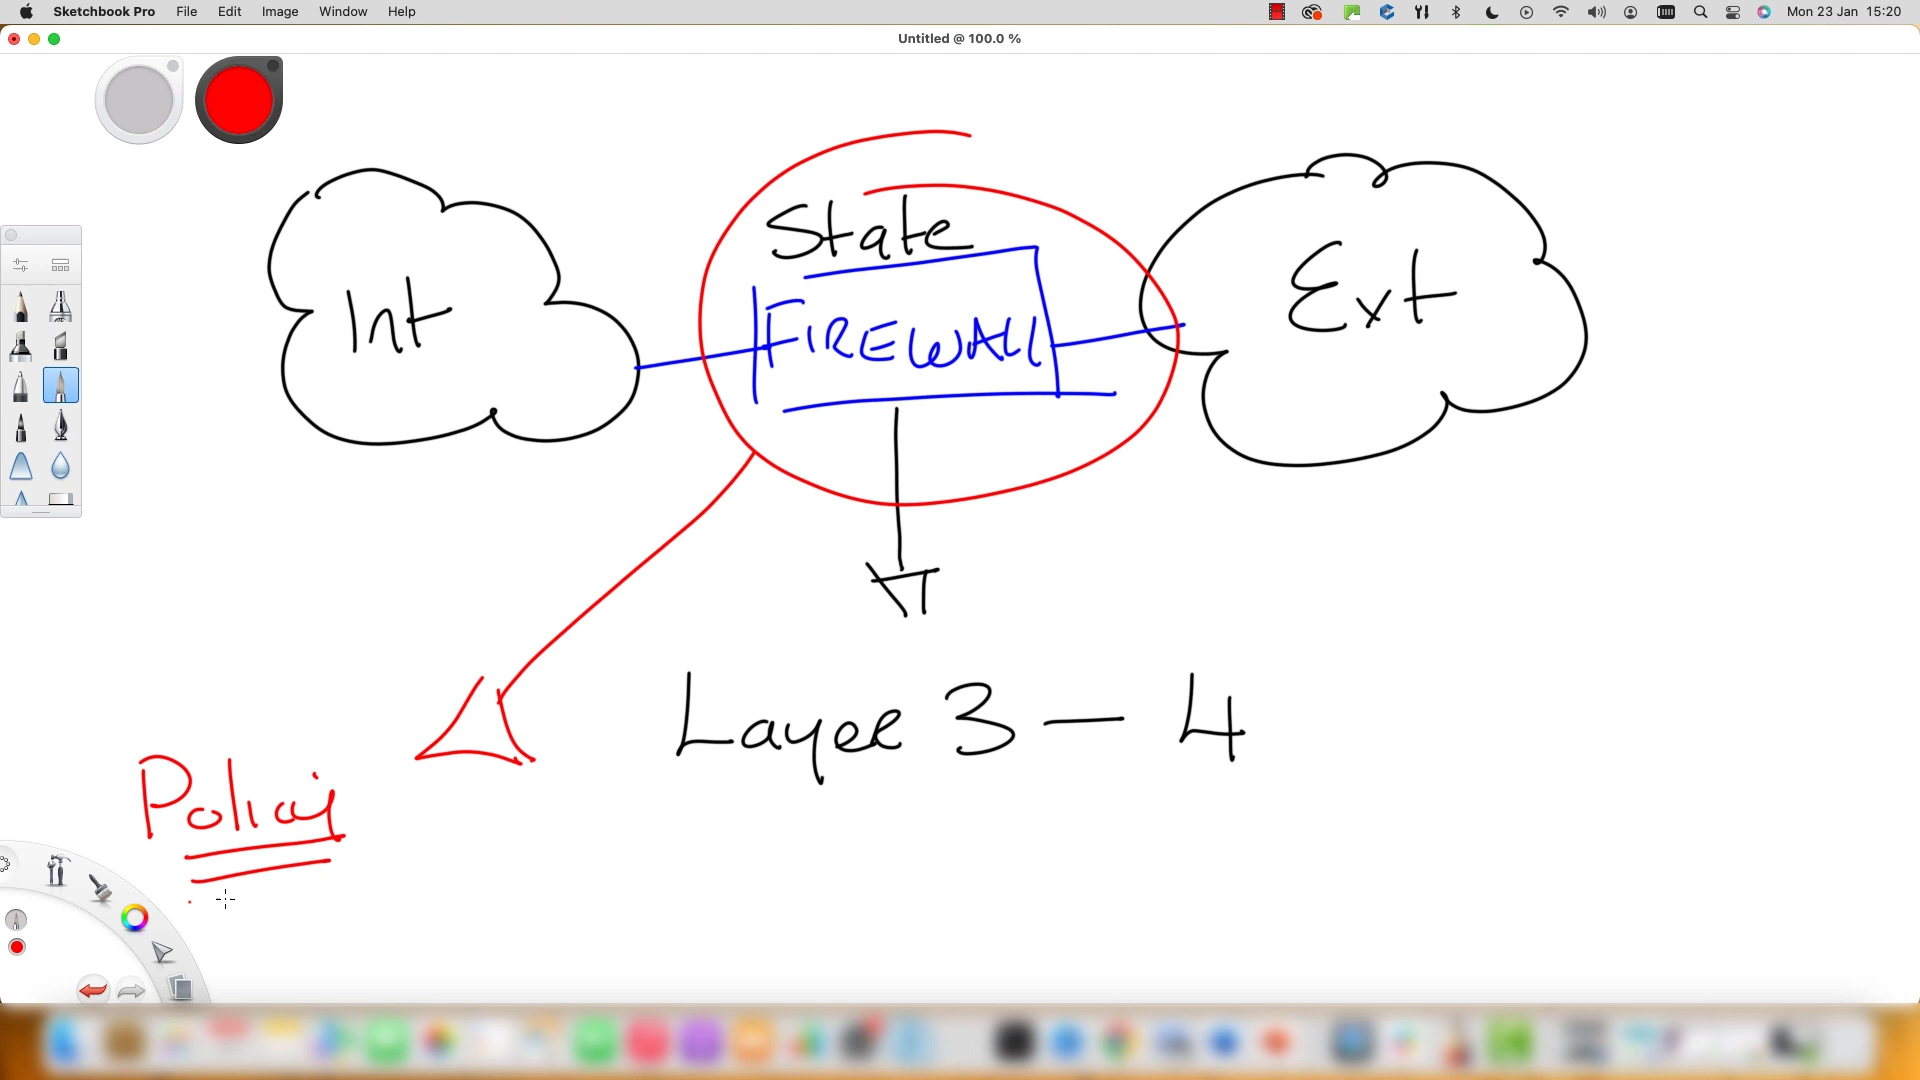 Sketchbook Pro File Edit Image Window Help Mon 23 Jan 15:20
Untitled @ 100.0 %
State
Int FIREWALL Ext
Layer 3 - 4
Policy